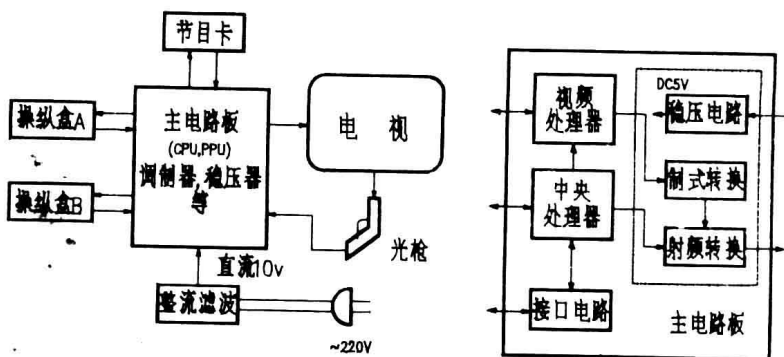 节目卡
操纵盒A
主电路板
(CPU,PPU)
调制器,稳压器
等
电 视
操纵盒B
光枪
直流10v
整流滤波
~220V
视频
处理器
DC5V
稳压电路
制式转换
中央
处理器
射频转换
接口电路
主电路板